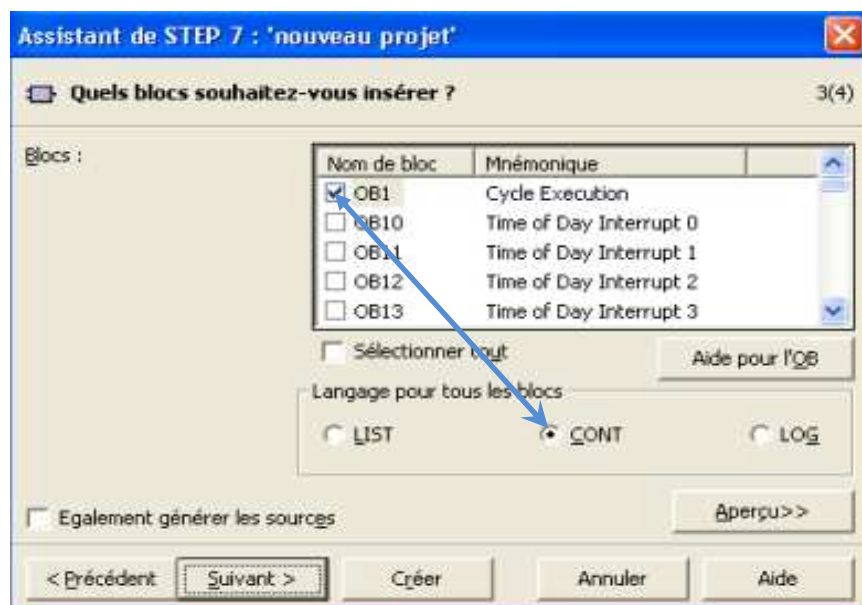 Assistant de STEP 7 : 'nouveau projet'
Quels blocs souhaitez-vous insérer ? 3(4)
Blocs :
Nom de bloc Mnémonique
OB1 Cycle Execution
OB10 Time of Day Interrupt 0
OB11 Time of Day Interrupt 1
OB12 Time of Day Interrupt 2
OB13 Time of Day Interrupt 3
Sélectionner tout Aide pour l'OB
Langage pour tous les blocs
LIST CONT LOG
Egalement générer les sources Aperçu>>
< Précédent Suivant > Créer Annuler Aide